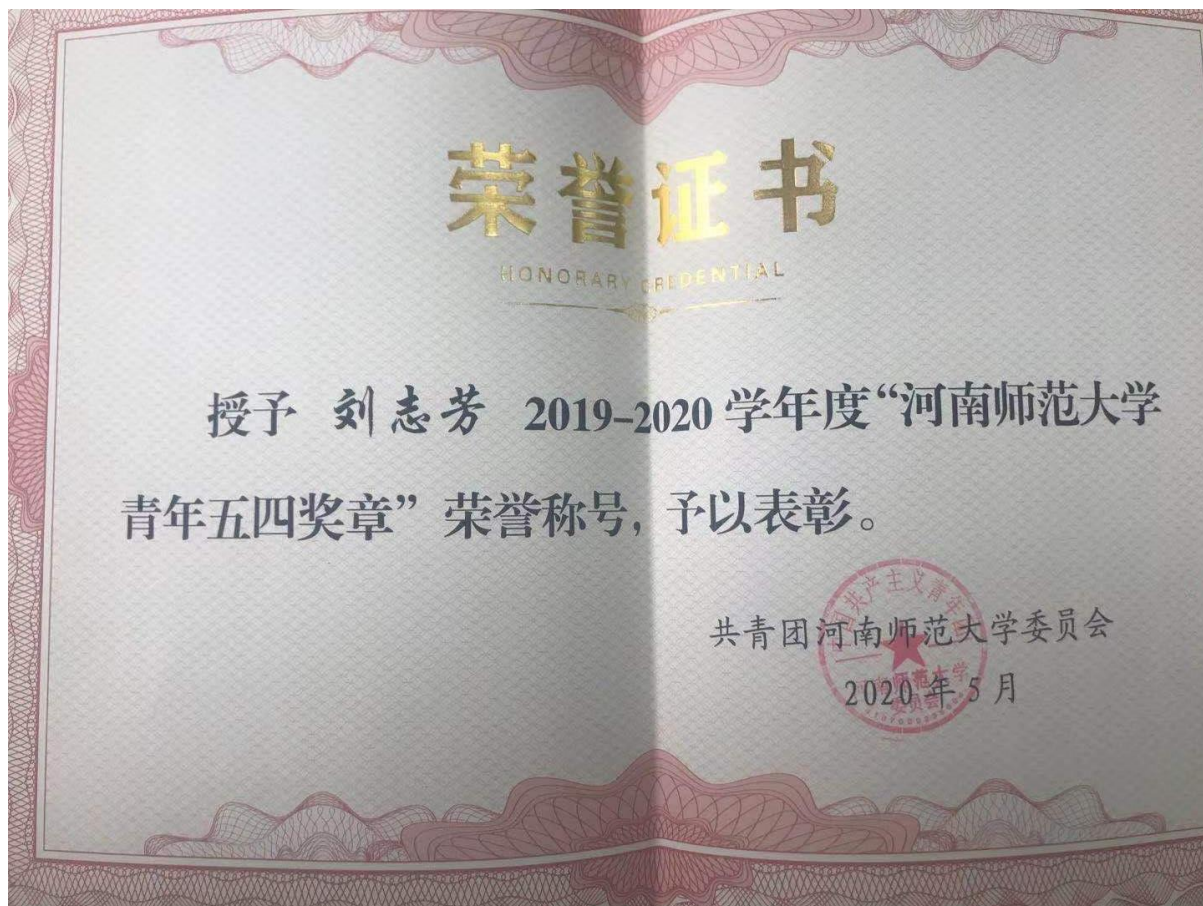 荣誉证书
HONORARY CREDENTIAL
授予 刘志芳 2019-2020 学年度“河南师范大学
青年五四奖章”荣誉称号,予以表彰。
共青团河南师范大学委员会
2020年5月